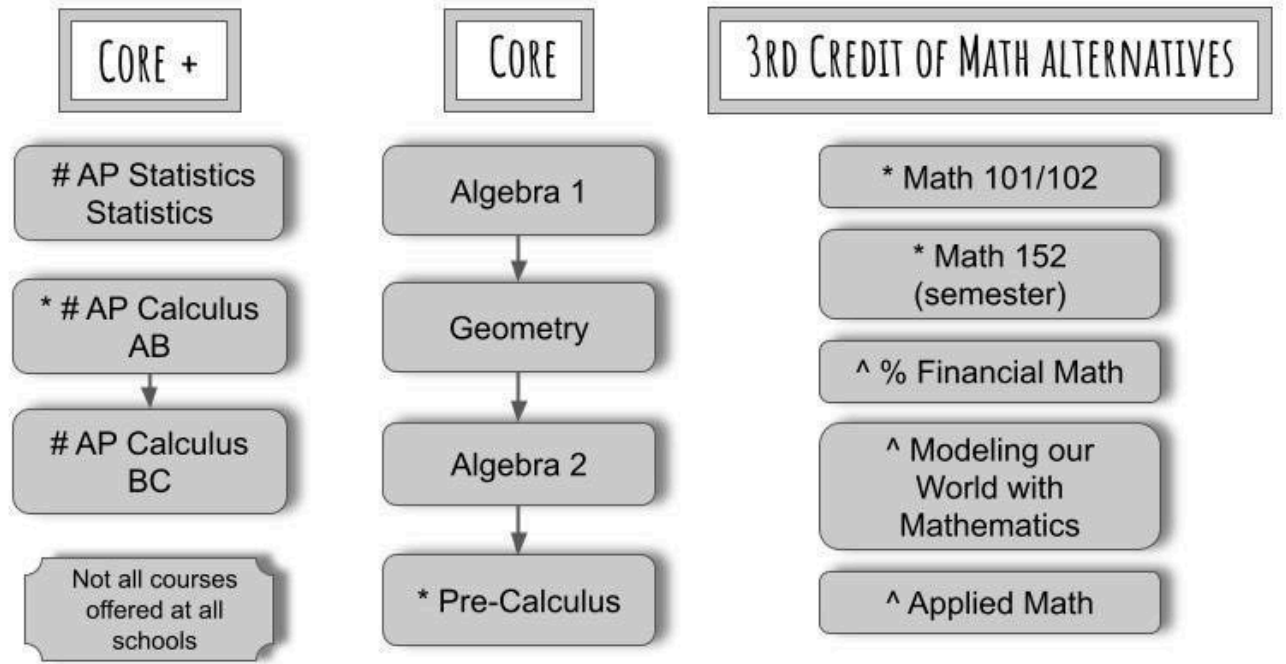 CORE +
# AP Statistics
Statistics
* # AP Calculus
AB
# AP Calculus
BC
Not all courses
offered at all
schools
CORE
Algebra 1
Geometry
Algebra 2
* Pre-Calculus
3RD CREDIT OF MATH ALTERNATIVES
* Math 101/102
* Math 152
(semester)
^ % Financial Math
^ Modeling our
World with
Mathematics
^ Applied Math